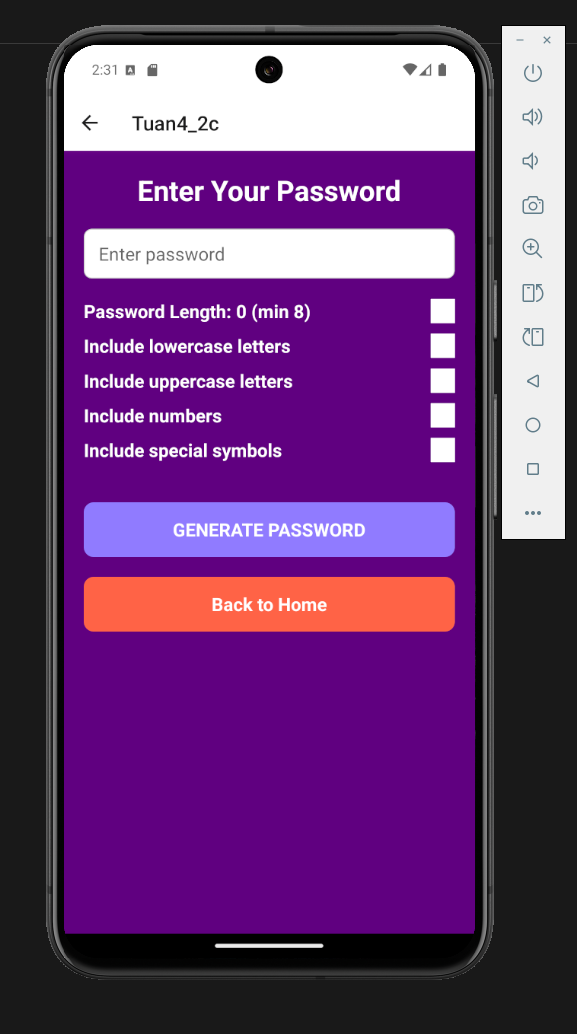 2:31
Tuan4_2c
Enter Your Password
Enter password
Password Length: 0 (min 8)
Include lowercase letters
Include uppercase letters
Include numbers
Include special symbols
GENERATE PASSWORD
Back to Home